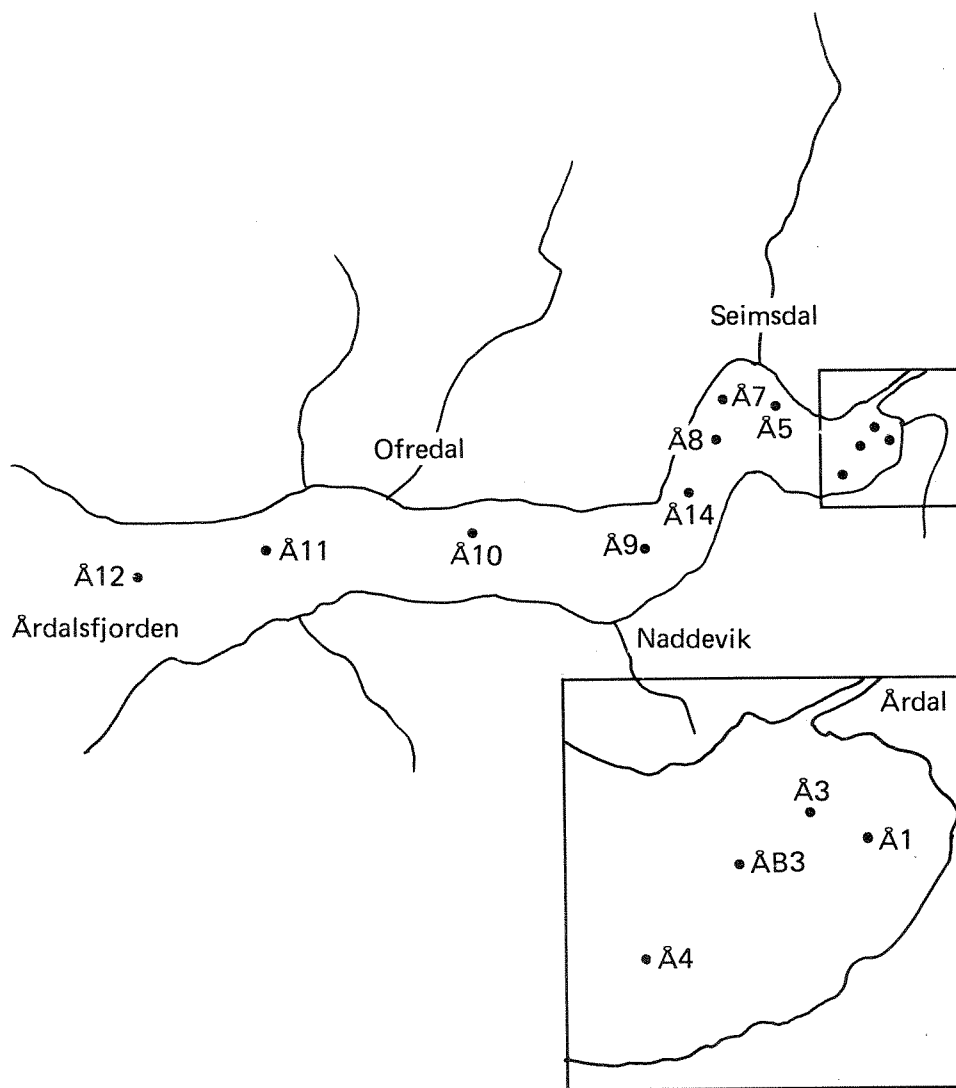 Seimsdal
Å7
Å5
Å8
Ofredal
Å14
Å9
Å10
Å11
Å12
Årdalsfjorden
Naddevik
Årdal
Å3
Å1
ÅB3
Å4